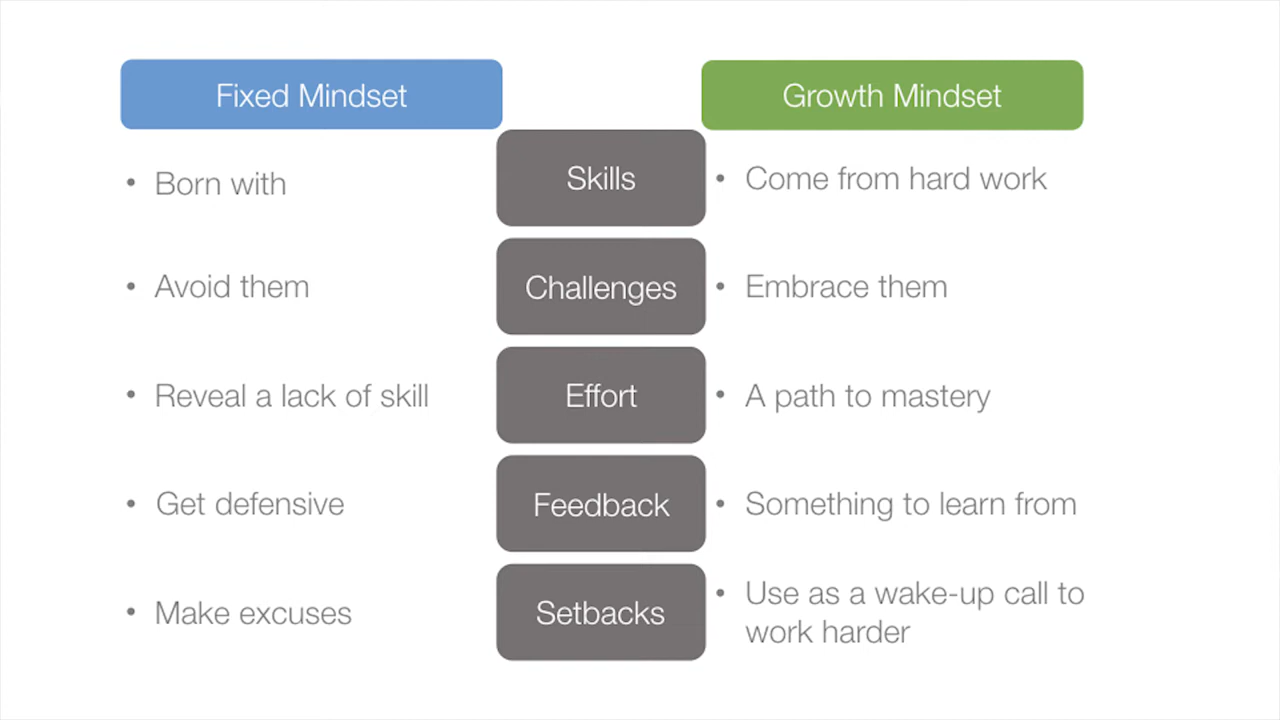 Fixed Mindset
Growth Mindset
• Born with
Skills
• Come from hard work
• Avoid them
Challenges
• Embrace them
• Reveal a lack of skill
Effort
• A path to mastery
• Get defensive
Feedback
• Something to learn from
• Make excuses
Setbacks
• Use as a wake-up call to
work harder